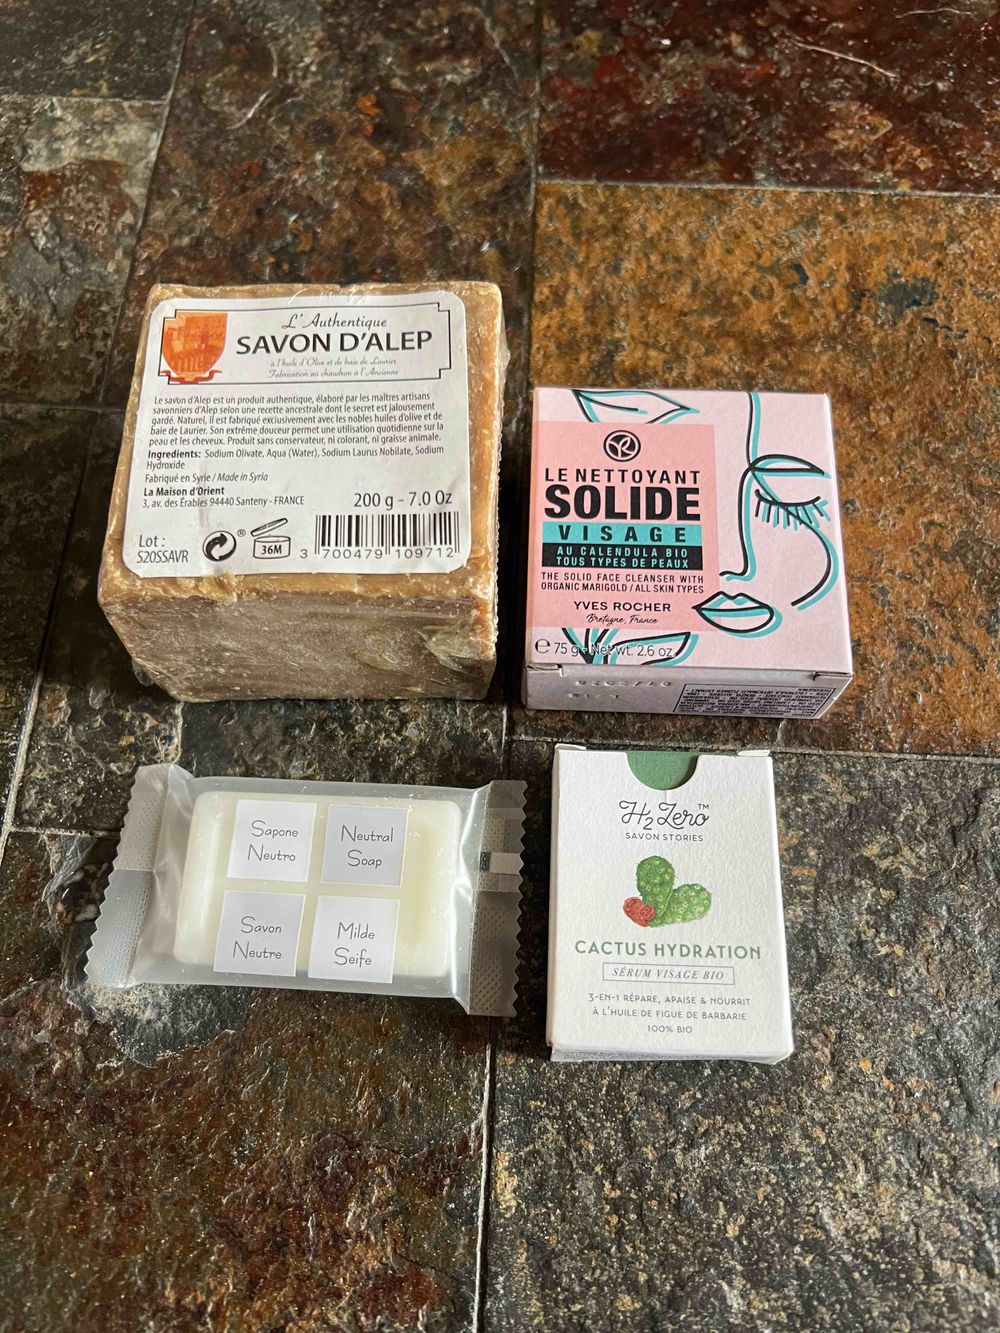 L'Authentique
SAVON D'ALEP
à l'huile d'Olive et de baie de Laurier
Fabrication au chaudron à l'Ancienne
Le savon d'Alep est un produit authentique, élaboré par les maîtres artisans
savonniers d'Alep selon une recette ancestrale dont le secret est jalousement
gardé. Naturel, il est fabriqué exclusivement avec les nobles huiles d'olive et de
baie de Laurier. Son extrême douceur permet une utilisation quotidienne sur la
peau et les cheveux. Produit sans conservateur, ni colorant, ni graisse animale.
Ingredients: Sodium Olivate, Aqua (Water), Sodium Laurus Nobilate, Sodium
Hydroxide
Fabriqué en Syrie / Made in Syria
La Maison d'Orient
3, av. des Érables 94440 Santeny - FRANCE
200 g - 7.0 Oz
Lot :
S20SSAVR
®
36M
3 700479 109712
YR
LE NETTOYANT
SOLIDE
VISAGE
AU CALENDULA BIO
TOUS TYPES DE PEAUX
THE SOLID FACE CLEANSER WITH
ORGANIC MARIGOLD / ALL SKIN TYPES
YVES ROCHER
Bretagne, France
e 75 g - Net wt. 2.6 oz.
Sapone
Neutro
Neutral
Soap
Savon
Neutre
Milde
Seife
H2Zero™
SAVON STORIES
CACTUS HYDRATION
SÉRUM VISAGE BIO
3-EN-1 RÉPARE, APAISE & NOURRIT
À L'HUILE DE FIGUE DE BARBARIE
100% BIO